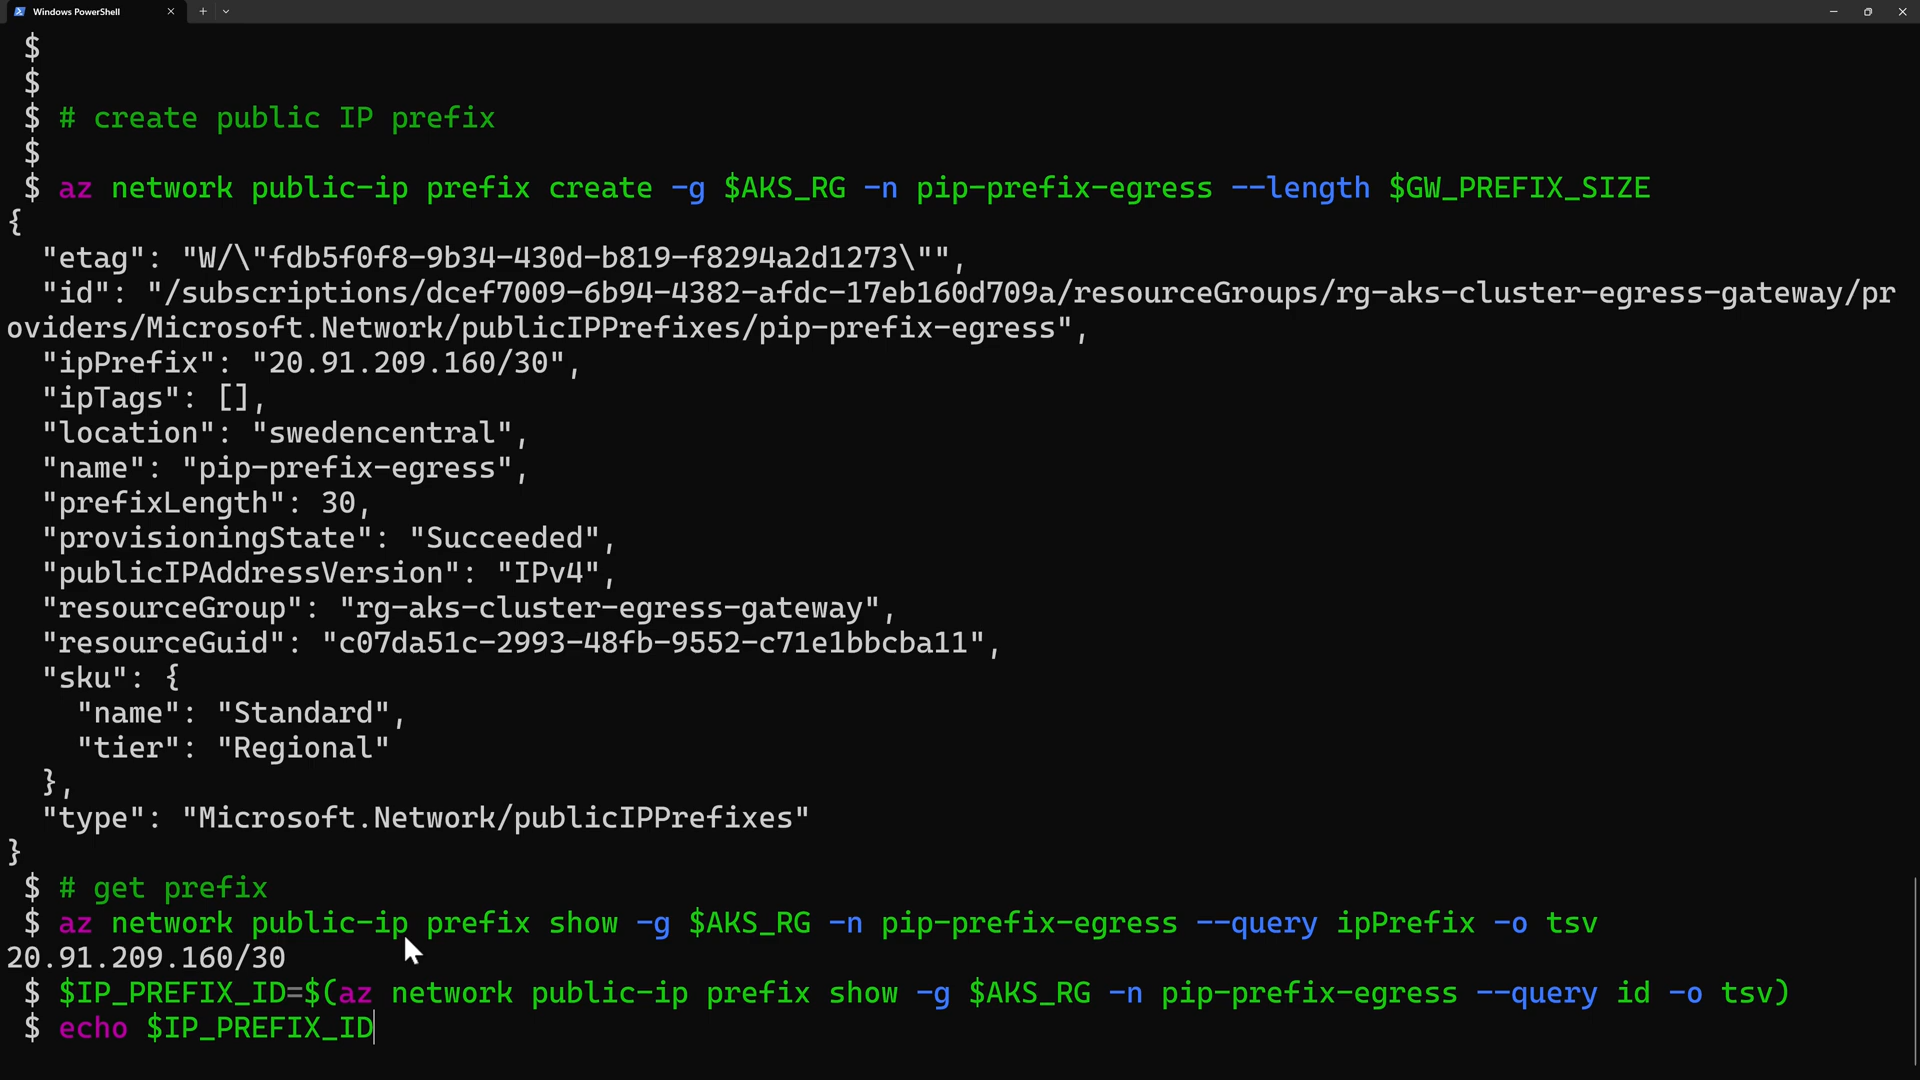 Windows PowerShell
$
$
$ # create public IP prefix
$
$ az network public-ip prefix create -g $AKS_RG -n pip-prefix-egress --length $GW_PREFIX_SIZE
{
"etag": "W/\"fdb5f0f8-9b34-430d-b819-f8294a2d1273\"",
"id": "/subscriptions/dcef7009-6b94-4382-afdc-17eb160d709a/resourceGroups/rg-aks-cluster-egress-gateway/pr
oviders/Microsoft.Network/publicIPPrefixes/pip-prefix-egress",
"ipPrefix": "20.91.209.160/30",
"ipTags": [],
"location": "swedencentral",
"name": "pip-prefix-egress",
"prefixLength": 30,
"provisioningState": "Succeeded",
"publicIPAddressVersion": "IPv4",
"resourceGroup": "rg-aks-cluster-egress-gateway",
"resourceGuid": "c07da51c-2993-48fb-9552-c71e1bbcba11",
"sku": {
"name": "Standard",
"tier": "Regional"
},
"type": "Microsoft.Network/publicIPPrefixes"
}
$ # get prefix
$ az network public-ip prefix show -g $AKS_RG -n pip-prefix-egress --query ipPrefix -o tsv
20.91.209.160/30
$ $IP_PREFIX_ID=$(az network public-ip prefix show -g $AKS_RG -n pip-prefix-egress --query id -o tsv)
$ echo $IP_PREFIX_ID